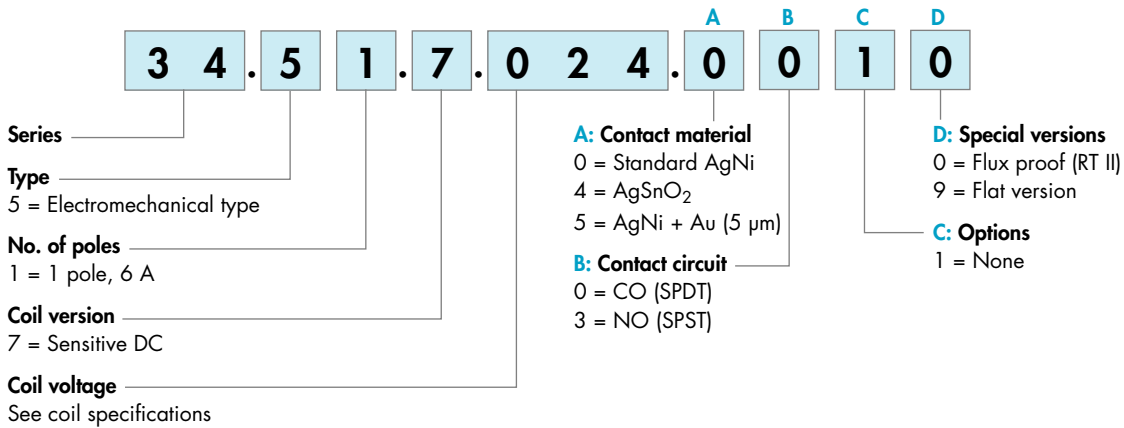 A B C D
3 4 . 5 1 . 7 . 0 2 4 . 0 0 1 0
Series
Type
5 = Electromechanical type
No. of poles
1 = 1 pole, 6 A
Coil version
7 = Sensitive DC
Coil voltage
See coil specifications
A: Contact material
0 = Standard AgNi
4 = AgSnO2
5 = AgNi + Au (5 µm)
B: Contact circuit
0 = CO (SPDT)
3 = NO (SPST)
D: Special versions
0 = Flux proof (RT II)
9 = Flat version
C: Options
1 = None